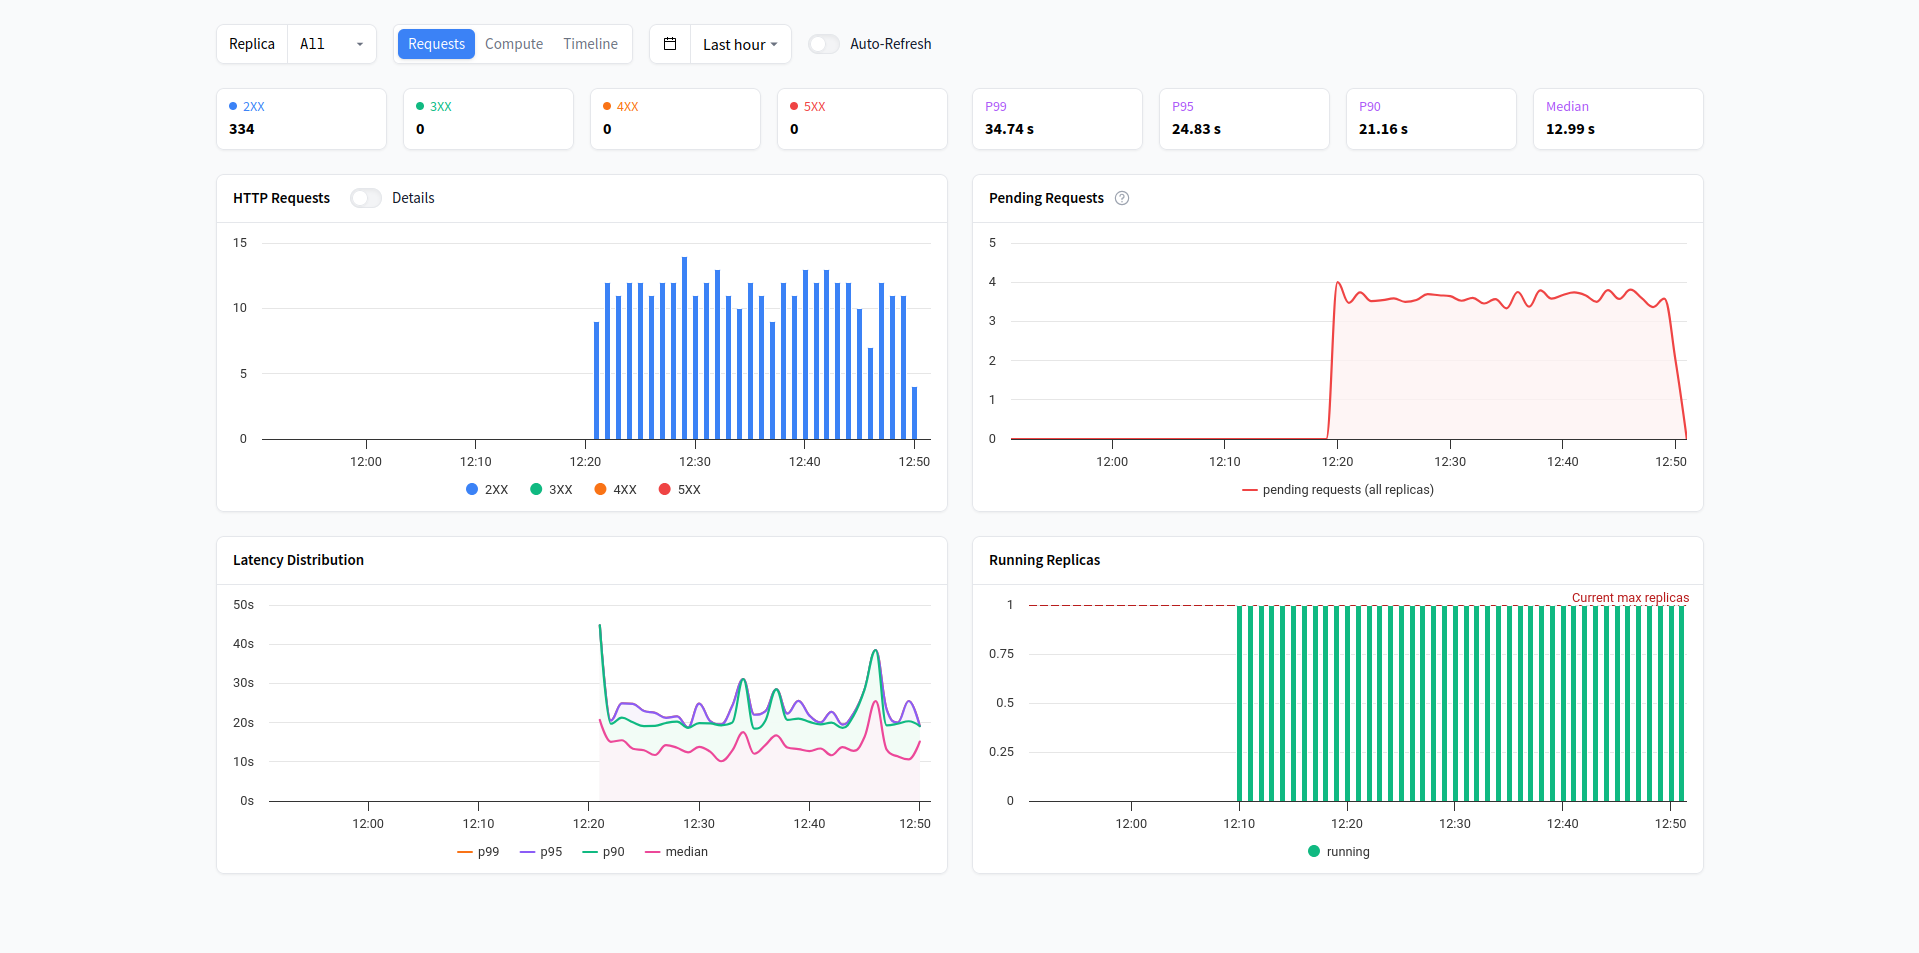 Replica All Requests Compute Timeline Last hour Auto-Refresh
2XX 3XX 4XX 5XX P99 P95 P90 Median
334 0 0 0 34.74 s 24.83 s 21.16 s 12.99 s
HTTP Requests Details
15
10
5
0
12:00 12:10 12:20 12:30 12:40 12:50
2XX 3XX 4XX 5XX
Pending Requests ?
5
4
3
2
1
0
12:00 12:10 12:20 12:30 12:40 12:50
pending requests (all replicas)
Latency Distribution
50s
40s
30s
20s
10s
0s
12:00 12:10 12:20 12:30 12:40 12:50
p99 p95 p90 median
Running Replicas
Current max replicas
1
0.75
0.5
0.25
0
12:00 12:10 12:20 12:30 12:40 12:50
running